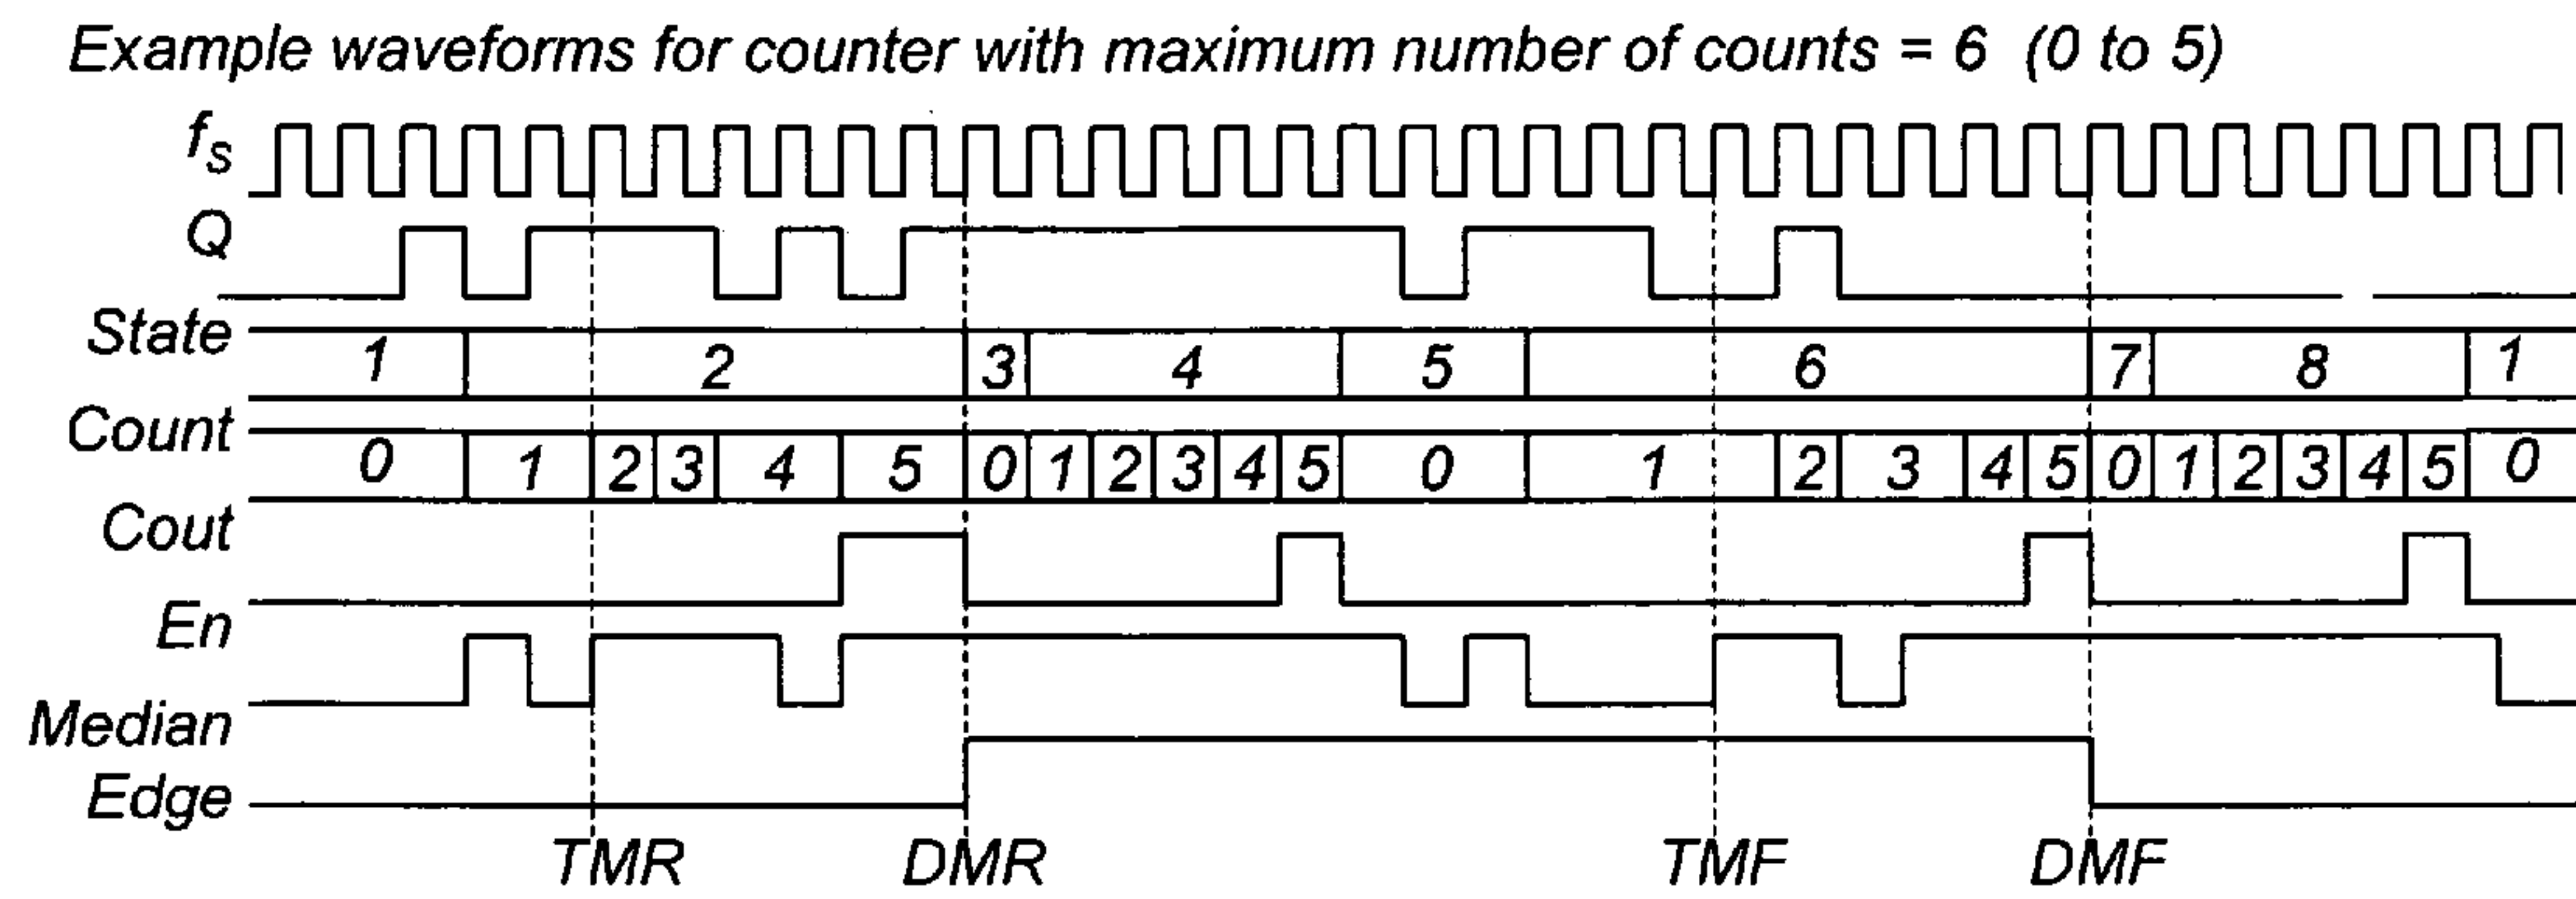 Example waveforms for counter with maximum number of counts = 6 (0 to 5)
fS
Q
State 1 2 3 4 5 6 7 8 1
Count 0 1 2 3 4 5 0 1 2 3 4 5 0 1 2 3 4 5 0 1 2 3 4 5 0
Cout
En
Median
Edge
TMR DMR TMF DMF